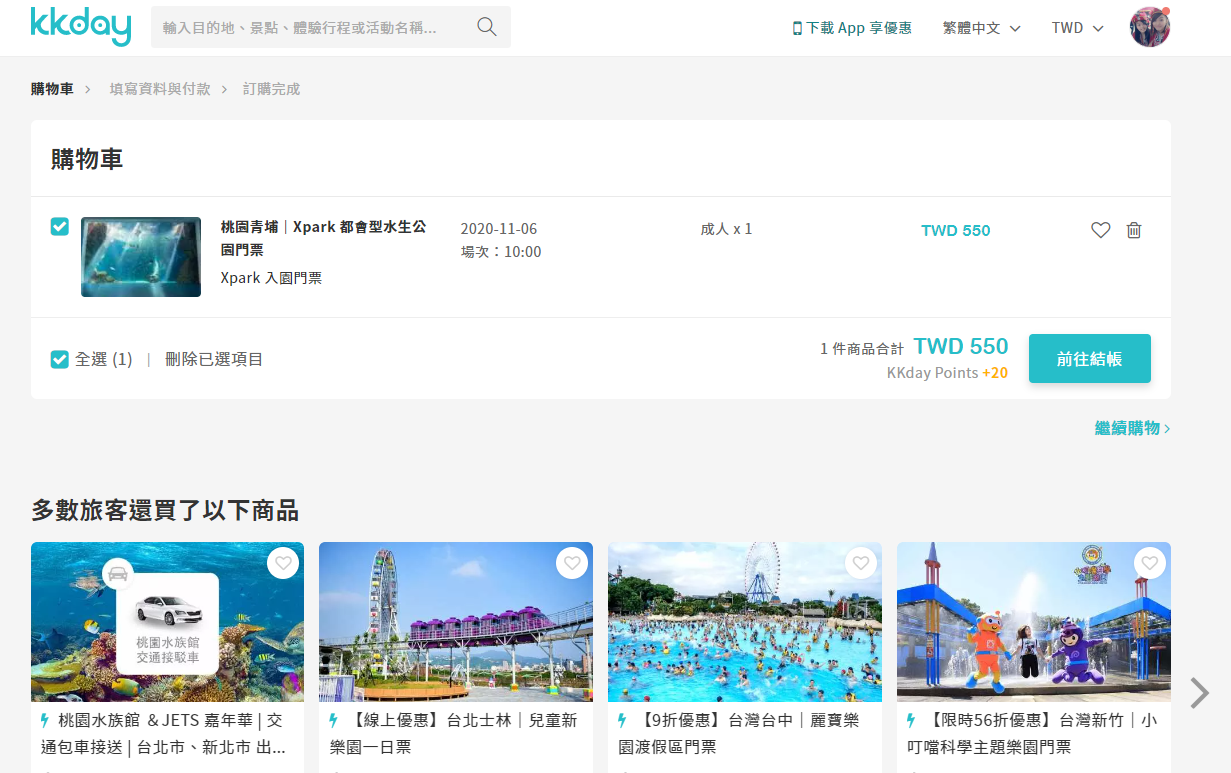 kkday
輸入目的地、景點、體驗行程或活動名稱...
下載 App 享優惠
繁體中文
TWD
購物車 > 填寫資料與付款 > 訂購完成
購物車
桃園青埔｜Xpark 都會型水生公
園門票
Xpark 入園門票
2020-11-06
場次：10:00
成人 x 1
TWD 550
全選 (1) | 刪除已選項目
1 件商品合計 TWD 550
KKday Points +20
前往結帳
繼續購物 >
多數旅客還買了以下商品
桃園水族館
交通接駁車
桃園水族館 ＆JETS 嘉年華 | 交
通包車接送 | 台北市、新北市 出...
【線上優惠】台北士林｜兒童新
樂園一日票
【9折優惠】台灣台中｜麗寶樂
園渡假區門票
【限時56折優惠】台灣新竹｜小
叮噹科學主題樂園門票